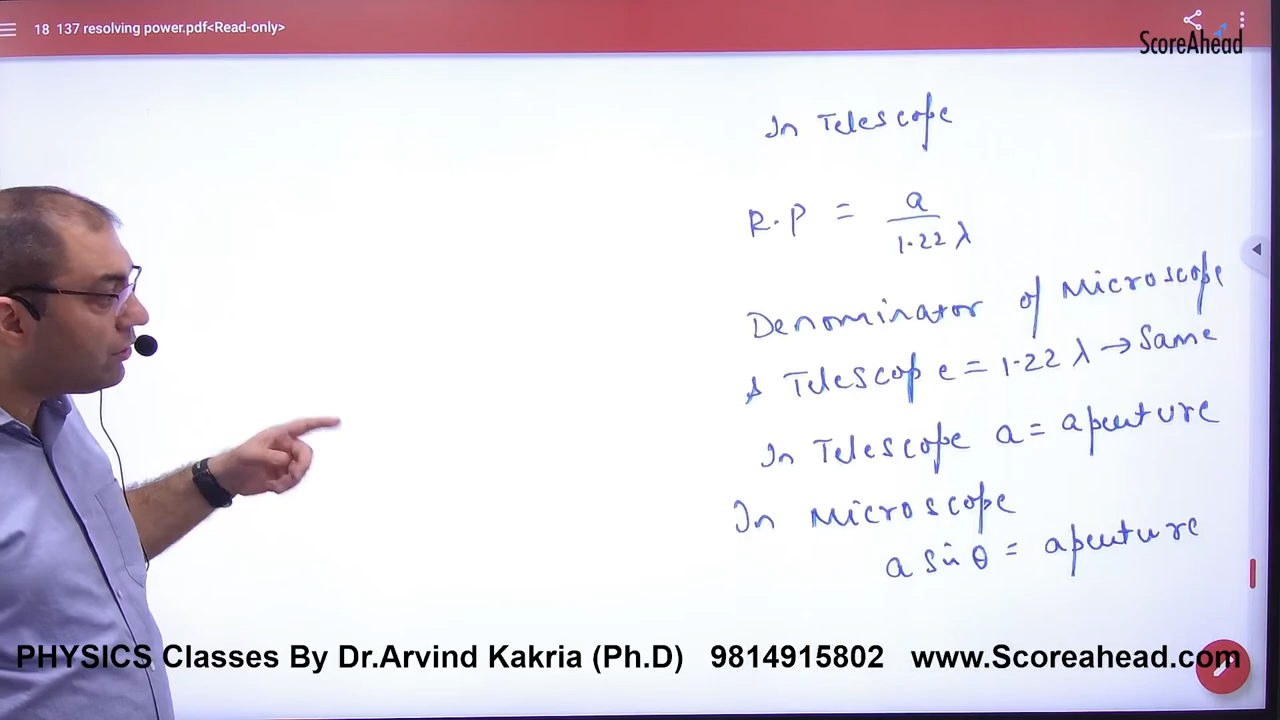 18 137 resolving power.pdf<Read-only>
ScoreAhead
In Telescope
R.P = a / 1.22 λ
Denominator of Microscope
& Telescope = 1.22 λ → Same
In Telescope a = aperture
In Microscope
a sin θ = aperture
PHYSICS Classes By Dr.Arvind Kakria (Ph.D) 9814915802 www.Scoreahead.com